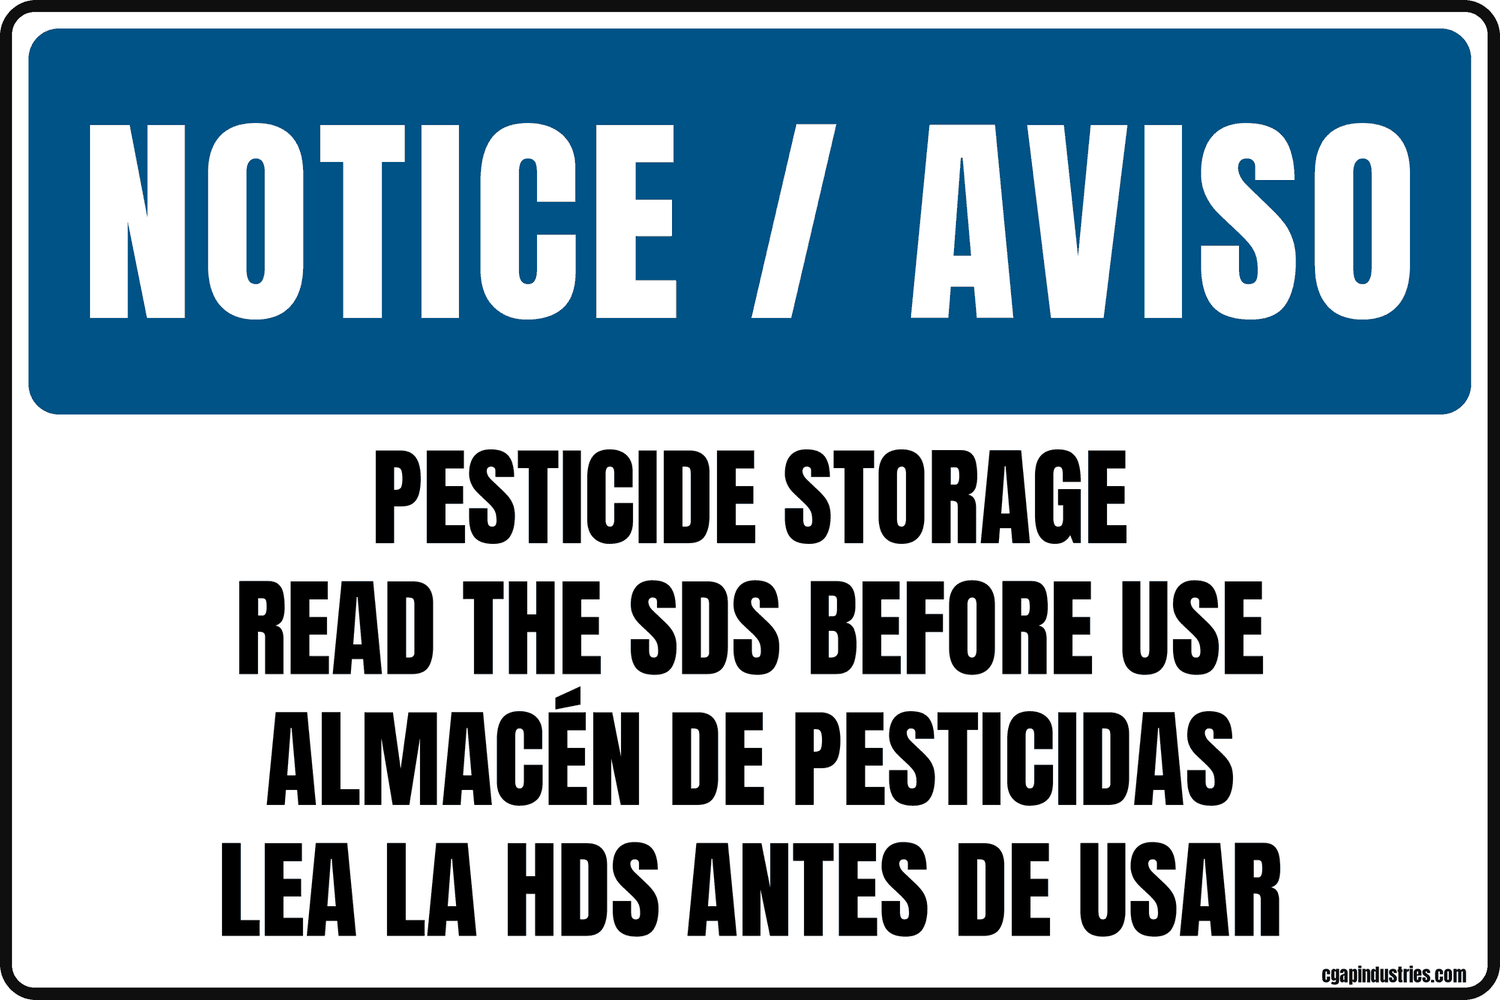 NOTICE / AVISO
PESTICIDE STORAGE
READ THE SDS BEFORE USE
ALMACÉN DE PESTICIDAS
LEA LA HDS ANTES DE USAR
cgapindustries.com